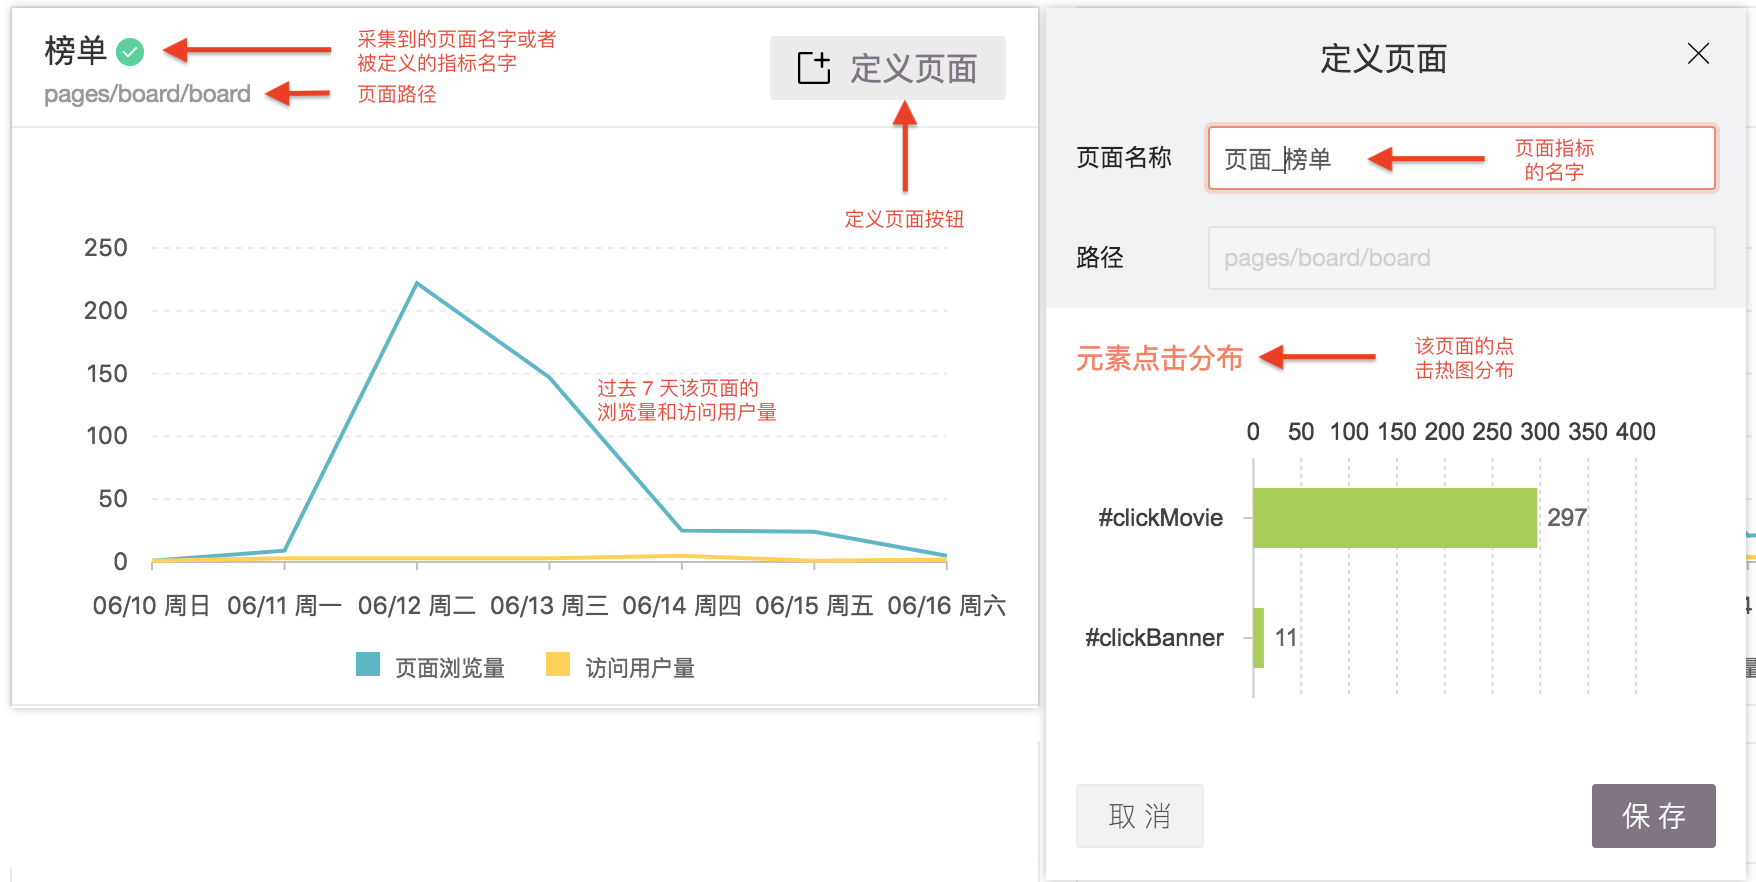 榜单
采集到的页面名字或者
被定义的指标名字
pages/board/board
页面路径
定义页面
定义页面按钮
250
200
150
100
50
0
过去 7 天该页面的
浏览量和访问用户量
06/10 周日 06/11 周一 06/12 周二 06/13 周三 06/14 周四 06/15 周五 06/16 周六
页面浏览量 访问用户量
定义页面
页面名称
页面_榜单
页面指标
的名字
路径
pages/board/board
元素点击分布
该页面的点
击热图分布
0 50 100 150 200 250 300 350 400
#clickMovie 297
#clickBanner 11
取 消
保 存
4
量